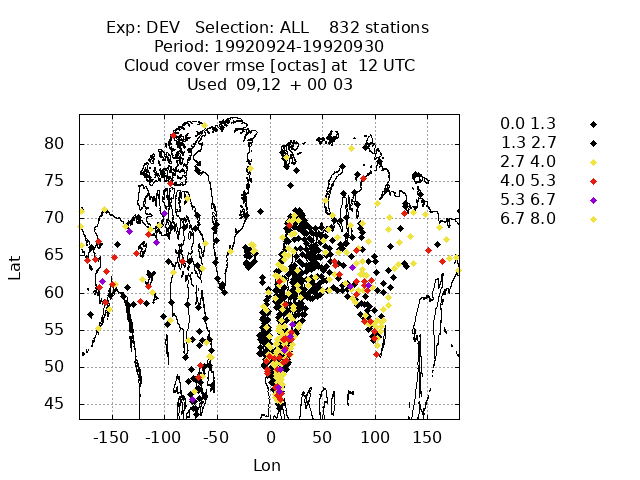 Exp: DEV   Selection: ALL    832 stations
Period: 19920924-19920930
Cloud cover rmse [octas] at  12 UTC
Used  09,12  + 00 03
0.0 1.3
1.3 2.7
2.7 4.0
4.0 5.3
5.3 6.7
6.7 8.0
80
75
70
65
60
55
50
45
Lat
-150 -100 -50 0 50 100 150
Lon